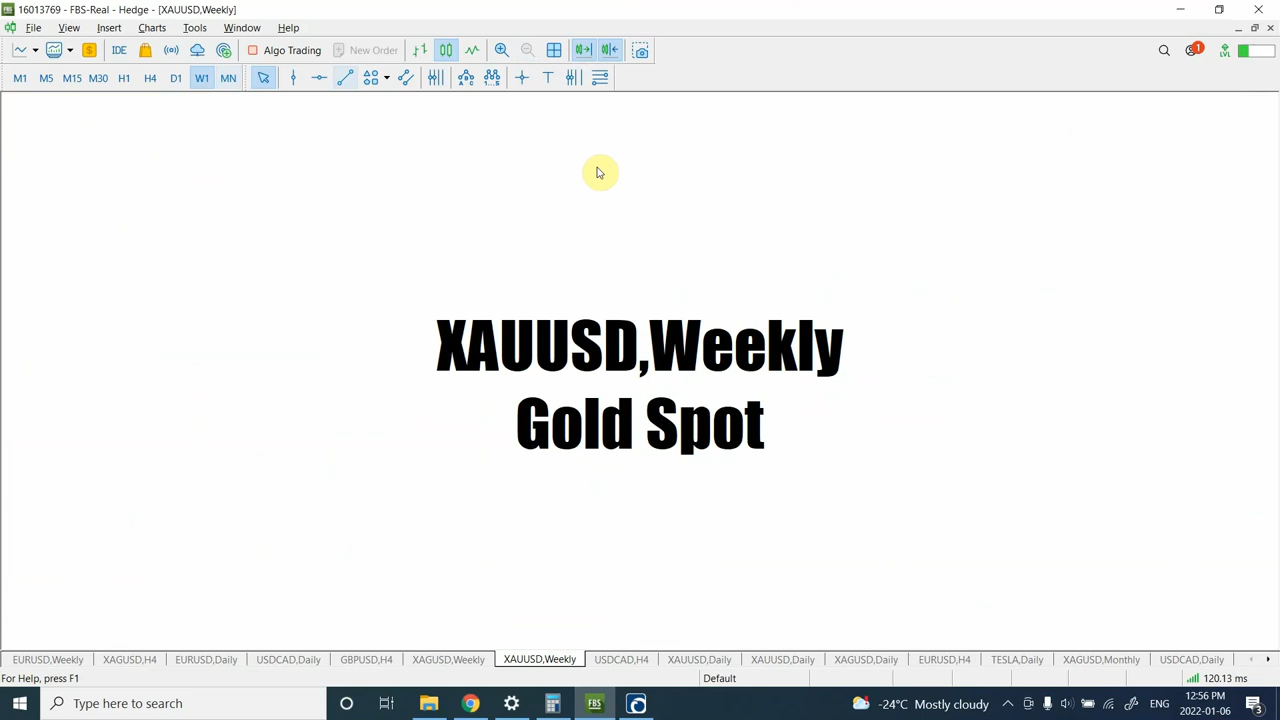 16013769 - FBS-Real - Hedge - [XAUUSD,Weekly]
File View Insert Charts Tools Window Help
IDE Algo Trading New Order 1 LVL
M1 M5 M15 M30 H1 H4 D1 W1 MN
XAUUSD,Weekly
Gold Spot
EURUSD,Weekly XAGUSD,H4 EURUSD,Daily USDCAD,Daily GBPUSD,H4 XAGUSD,Weekly XAUUSD,Weekly USDCAD,H4 XAUUSD,Daily XAUUSD,Daily XAGUSD,Daily EURUSD,H4 TESLA,Daily XAGUSD,Monthly USDCAD,Daily
For Help, press F1 Default 120.13 ms
Type here to search -24°C Mostly cloudy ENG 12:56 PM
2022-01-06 3